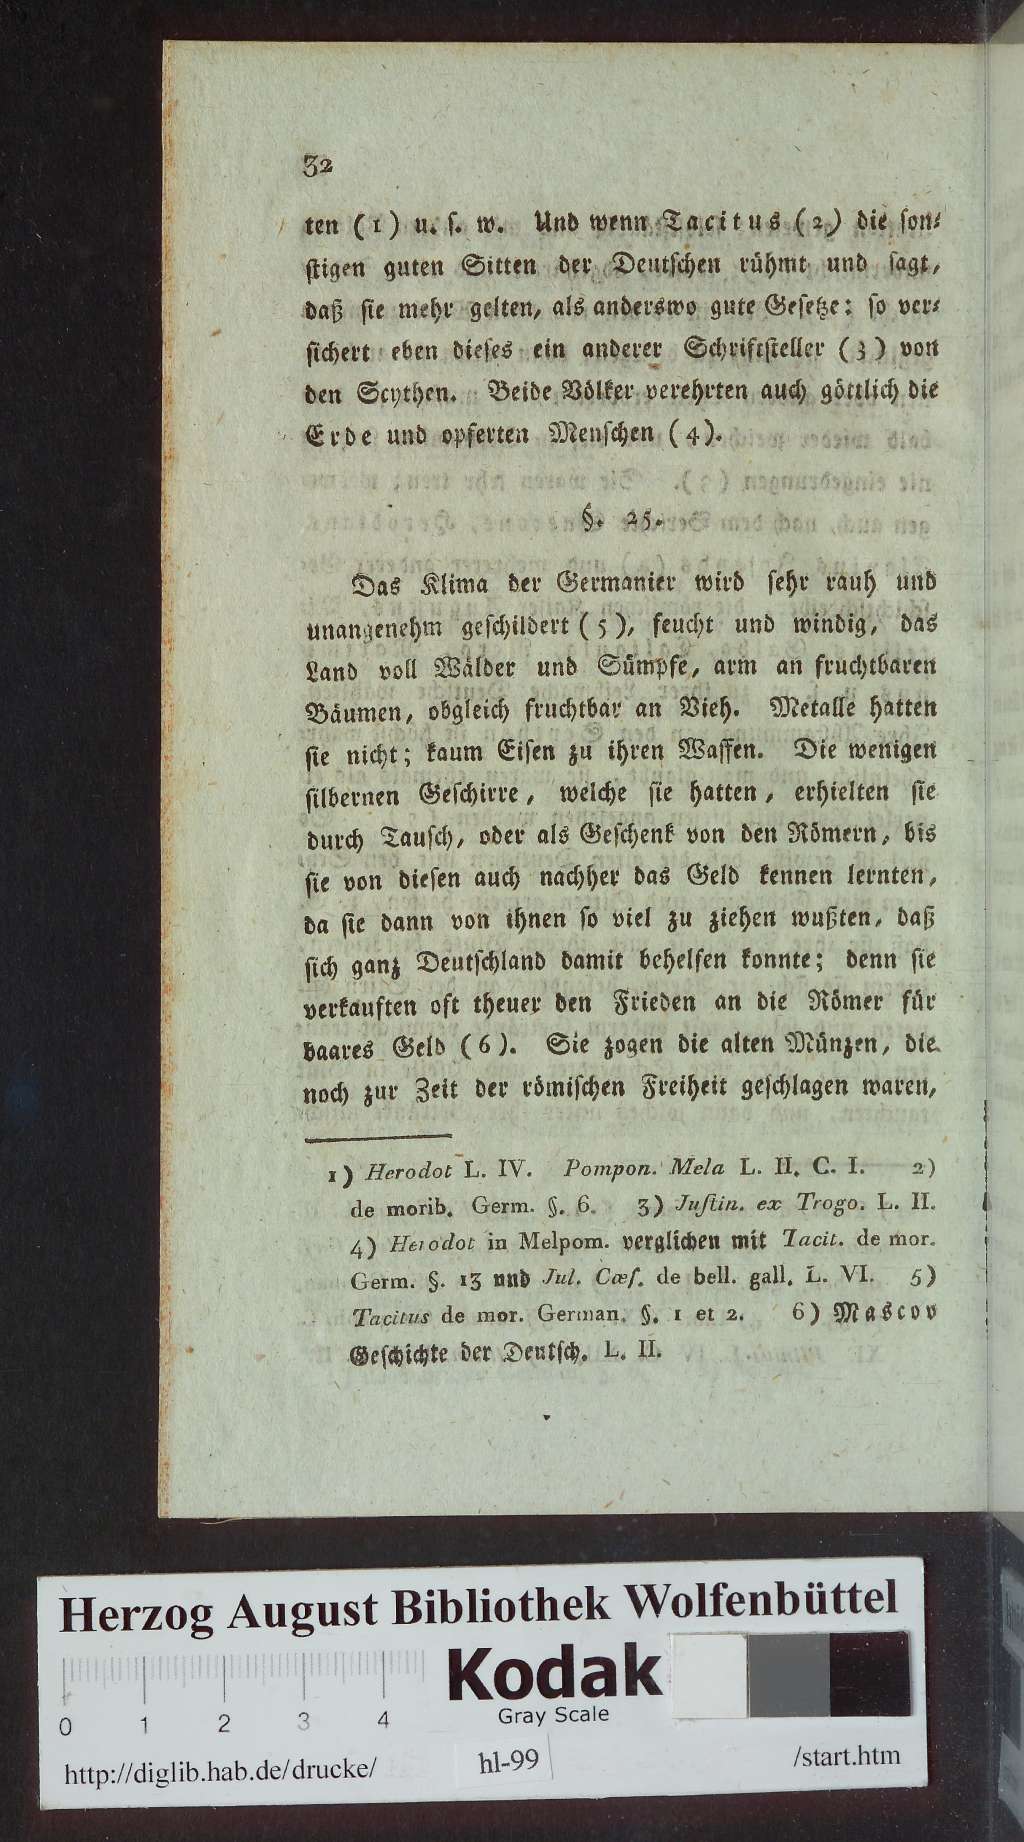 32
ten (1) u. ſ. w. Und wenn Tacitus (2) die ſon⸗
ſtigen guten Sitten der Deutſchen rühmt und ſagt,
daß ſie mehr gelten, als anderswo gute Geſetze: ſo ver⸗
ſichert eben dieſes ein anderer Schriftſteller (3) von
den Scythen. Beide Völker verehrten auch göttlich die
Erde und opferten Menſchen (4).
§. 25.
Das Klima der Germanier wird ſehr rauh und
unangenehm geſchildert (5), feucht und windig, das
Land voll Wälder und Sümpfe, arm an fruchtbaren
Bäumen, obgleich fruchtbar an Vieh. Metalle hatten
ſie nicht; kaum Eiſen zu ihren Waffen. Die wenigen
ſilbernen Geſchirre, welche ſie hatten, erhielten ſie
durch Tauſch, oder als Geſchenk von den Römern, bis
ſie von dieſen auch nachher das Geld kennen lernten,
da ſie dann von ihnen ſo viel zu ziehen wußten, daß
ſich ganz Deutſchland damit behelfen konnte; denn ſie
verkauften oft theuer den Frieden an die Römer für
baares Geld (6). Sie zogen die alten Münzen, die
noch zur Zeit der römiſchen Freiheit geſchlagen waren,
1) Herodot L. IV. Pompon. Mela L. II. C. I. 2)
de morib. Germ. §. 6. 3) Juſtin. ex Trogo. L. II.
4) Herodot in Melpom. verglichen mit Tacit. de mor.
Germ. §. 13 und Jul. Cæſ. de bell. gall. L. VI. 5)
Tacitus de mor. German. §. 1 et 2. 6) Mascov
Geſchichte der Deutſch. L. II.
Herzog August Bibliothek Wolfenbüttel
Kodak
Gray Scale
0 1 2 3 4
http://diglib.hab.de/drucke/ hl-99 /start.htm